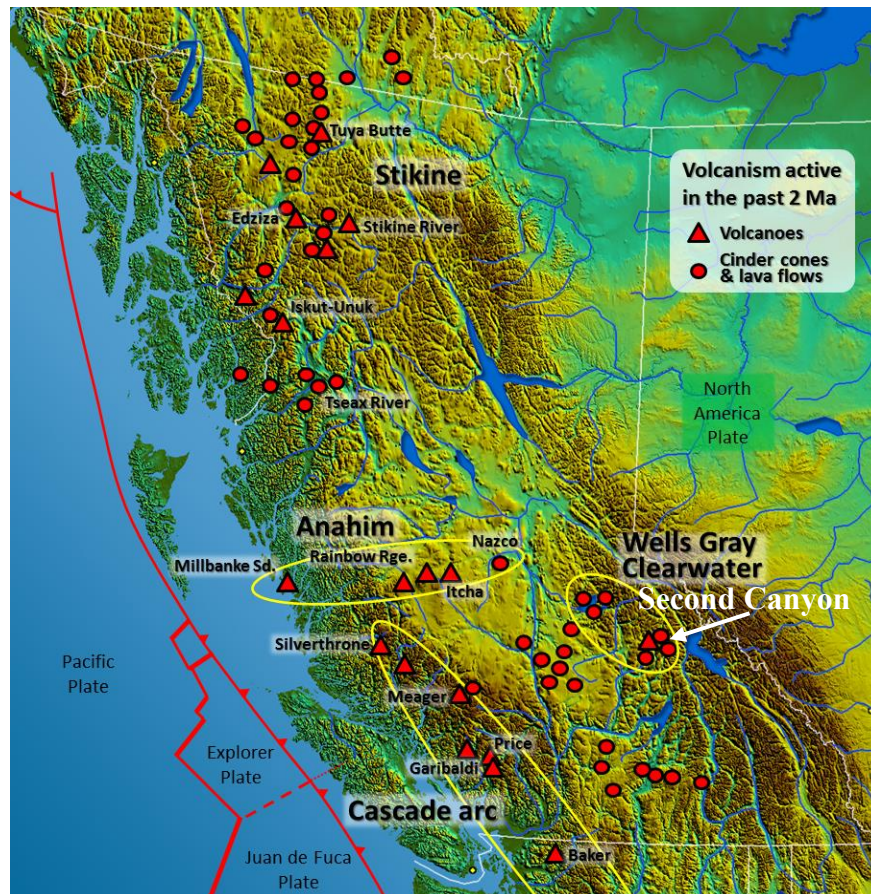 Tuya Butte
Stikine
Volcanism active
in the past 2 Ma
Volcanoes
Cinder cones
& lava flows
Edziza
Stikine River
Iskut-Unuk
North
America
Plate
Tseax River
Anahim
Nazco
Wells Gray
Clearwater
Millbanke Sd.
Rainbow Rge.
Itcha
Second Canyon
Silverthrone
Pacific
Plate
Meager
Price
Explorer
Plate
Garibaldi
Cascade arc
Juan de Fuca
Plate
Baker